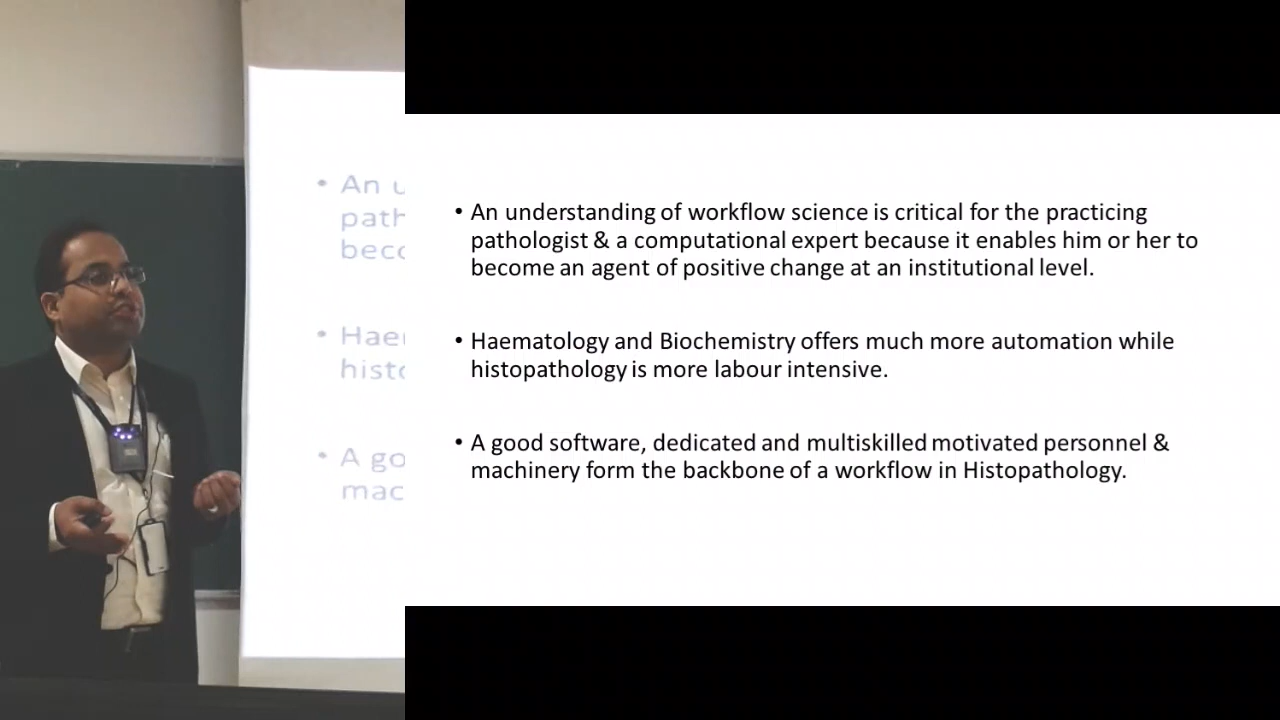 • An understanding of workflow science is critical for the practicing
pathologist & a computational expert because it enables him or her to
become an agent of positive change at an institutional level.
• Haematology and Biochemistry offers much more automation while
histopathology is more labour intensive.
• A good software, dedicated and multiskilled motivated personnel &
machinery form the backbone of a workflow in Histopathology.
• An u
path
beco
• Hae
histo
• A go
mac